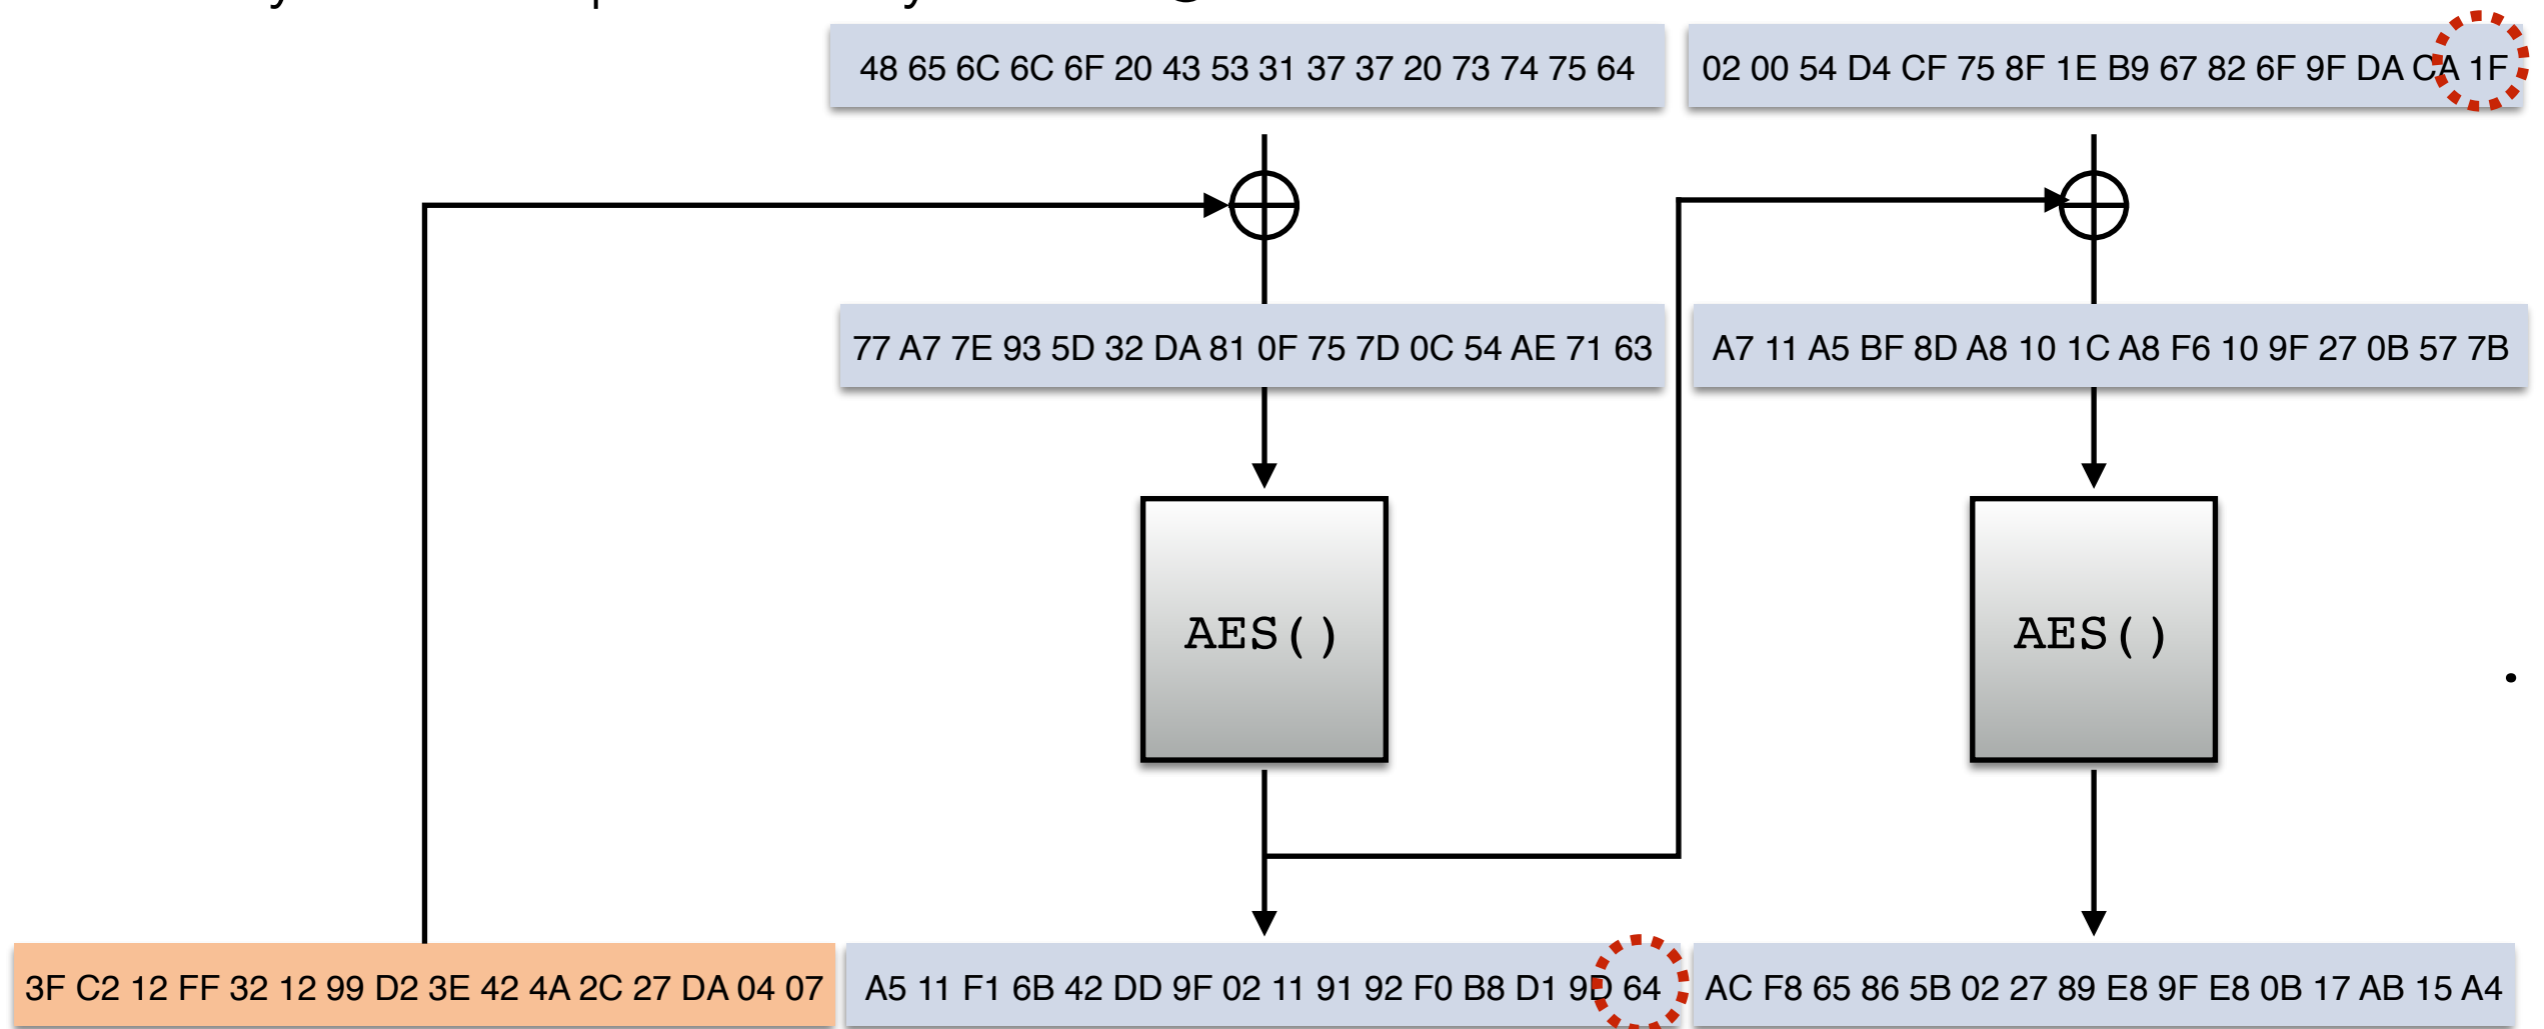 48 65 6C 6C 6F 20 43 53 31 37 37 20 73 74 75 64
02 00 54 D4 CF 75 8F 1E B9 67 82 6F 9F DA CA 1F
77 A7 7E 93 5D 32 DA 81 0F 75 7D 0C 54 AE 71 63
A7 11 A5 BF 8D A8 10 1C A8 F6 10 9F 27 0B 57 7B
AES()
AES()
.
3F C2 12 FF 32 12 99 D2 3E 42 4A 2C 27 DA 04 07
A5 11 F1 6B 42 DD 9F 02 11 91 92 F0 B8 D1 9D 64
AC F8 65 86 5B 02 27 89 E8 9F E8 0B 17 AB 15 A4